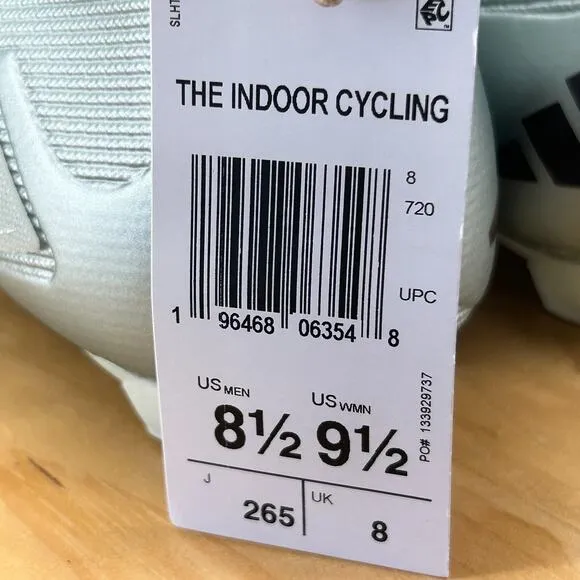 SLHT
THE INDOOR CYCLING
8
720
UPC
1 96468 06354 8
US MEN
8½
US WMN
9½
PO# 133929737
J
265
UK
8